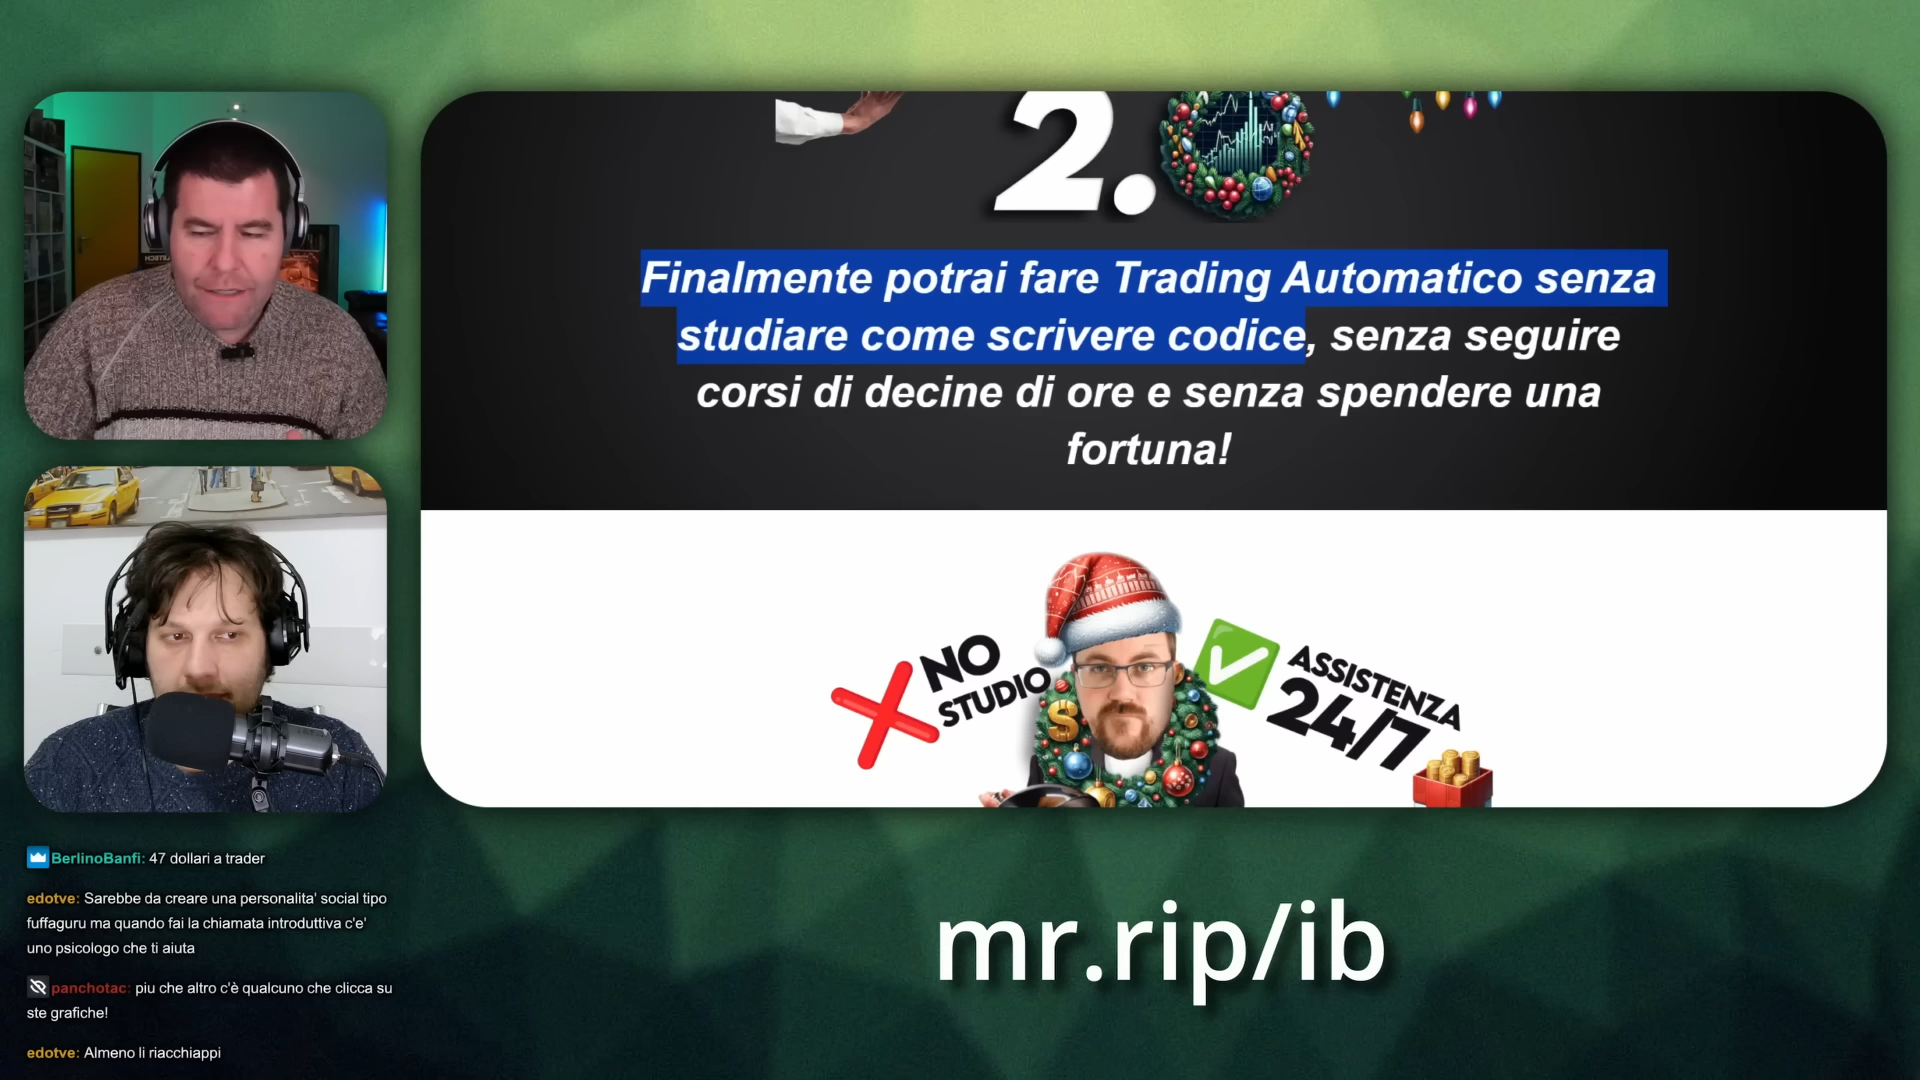 2.
Finalmente potrai fare Trading Automatico senza
studiare come scrivere codice, senza seguire
corsi di decine di ore e senza spendere una
fortuna!
NO
STUDIO
ASSISTENZA
24/7
BerlinoBanfi: 47 dollari a trader
edotve: Sarebbe da creare una personalita' social tipo
fuffaguru ma quando fai la chiamata introduttiva c'e'
uno psicologo che ti aiuta
panchotac: piu che altro c'è qualcuno che clicca su
ste grafiche!
edotve: Almeno li riacchiappi
mr.rip/ib